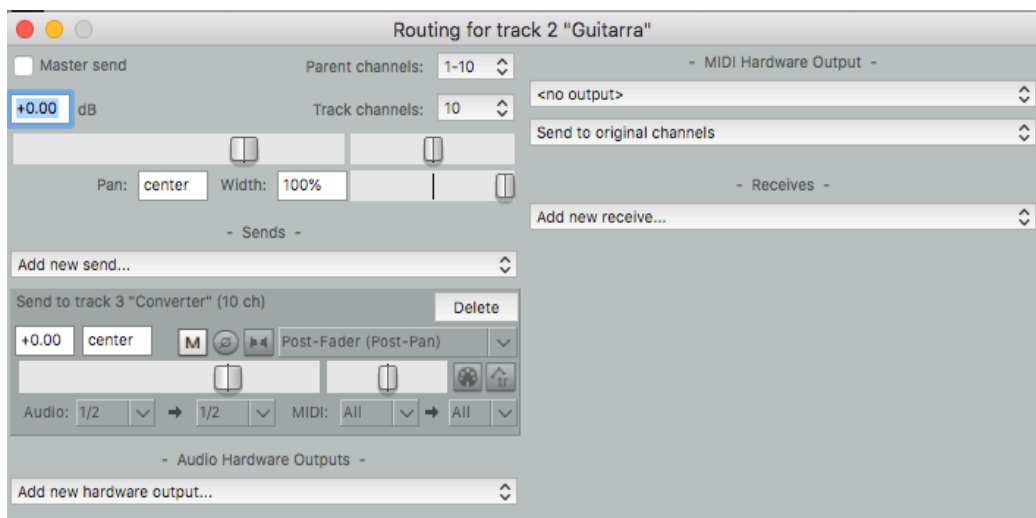 Routing for track 2 "Guitarra"
Master send
Parent channels: 1-10
+0.00 dB
Track channels: 10
Pan: center Width: 100%
- Sends -
Add new send...
Send to track 3 "Converter" (10 ch)
Delete
+0.00 center M Post-Fader (Post-Pan)
Audio: 1/2 → 1/2 MIDI: All → All
- Audio Hardware Outputs -
Add new hardware output...
- MIDI Hardware Output -
<no output>
Send to original channels
- Receives -
Add new receive...